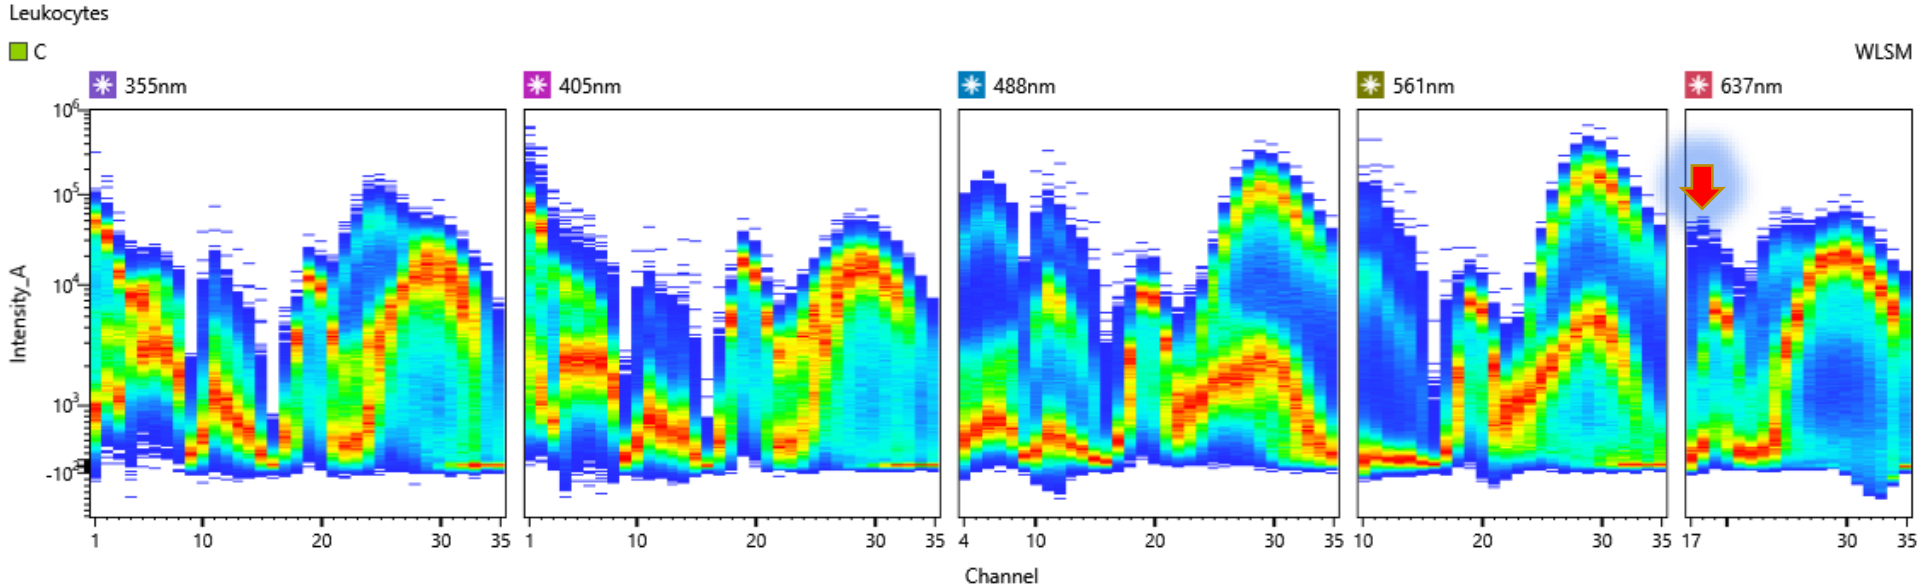 Leukocytes
C
WLSM
355nm 405nm 488nm 561nm 637nm
10⁶
10⁵
10⁴
10³
-10²
Intensity_A
1 10 20 30 35 1 10 20 30 35 4 10 20 30 35 10 20 30 35 17 30 35
Channel